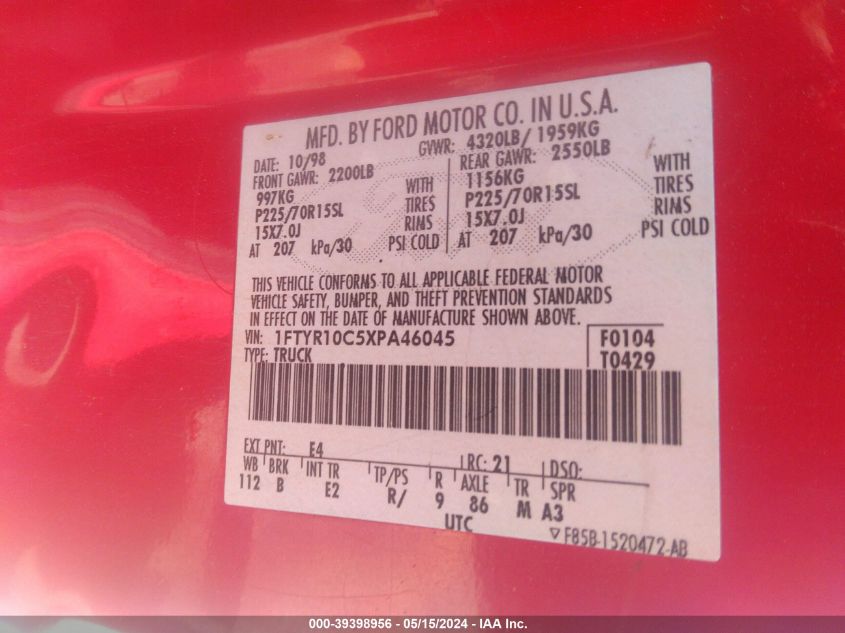 MFD. BY FORD MOTOR CO. IN U.S.A.
DATE: 10/98 GVWR: 4320LB/ 1959KG
FRONT GAWR: 2200LB REAR GAWR: 2550LB
997KG WITH 1156KG WITH
P225/70R15SL TIRES P225/70R15SL TIRES
15X7.0J RIMS 15X7.0J RIMS
AT 207 kPa/30 PSI COLD AT 207 kPa/30 PSI COLD
THIS VEHICLE CONFORMS TO ALL APPLICABLE FEDERAL MOTOR
VEHICLE SAFETY, BUMPER, AND THEFT PREVENTION STANDARDS
IN EFFECT ON THE DATE OF MANUFACTURE SHOWN ABOVE.
VIN: 1FTYR10C5XPA46045 F0104
TYPE: TRUCK T0429
EXT PNT: E4 RC: 21 DSO:
WB BRK INT TR TP/PS R AXLE TR SPR
112 B E2 R/ 9 86 M A3
UTC
▽ F85B-1520472-AB
000-39398956 - 05/15/2024 - IAA Inc.